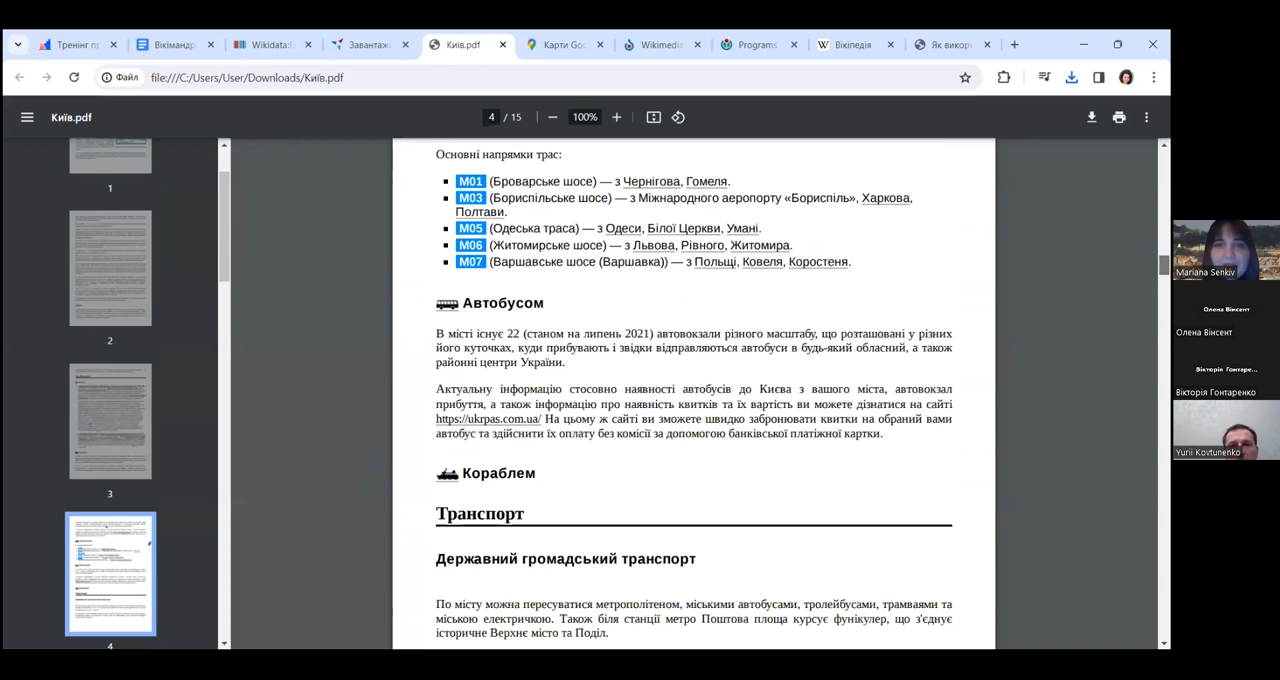 Тренінг п
Вікіманд
Wikidata:
Завантаж
Київ.pdf
Карти Goo
Wikimedi
Programs
Вікіпедія
Як викор
Файл
file:///C:/Users/User/Downloads/Київ.pdf
Київ.pdf
4 / 15
100%
Основні напрямки трас:
M01 (Броварське шосе) — з Чернігова, Гомеля.
M03 (Бориспільське шосе) — з Міжнародного аеропорту «Бориспіль», Харкова,
Полтави.
M05 (Одеська траса) — з Одеси, Білої Церкви, Умані.
M06 (Житомирське шосе) — з Львова, Рівного, Житомира.
M07 (Варшавське шосе (Варшавка)) — з Польщі, Ковеля, Коростеня.
Автобусом
В місті існує 22 (станом на липень 2021) автовокзали різного масштабу, що розташовані у різних
його куточках, куди прибувають і звідки відправляються автобуси в будь-який обласний, а також
районні центри України.
Актуальну інформацію стосовно наявності автобусів до Києва з вашого міста, автовокзал
прибуття, а також інформацію про наявність квитків та їх вартість ви можете дізнатися на сайті
https://ukrpas.com.ua/ На цьому ж сайті ви зможете швидко забронювати квитки на обраний вами
автобус та здійснити їх оплату без комісії за допомогою банківської платіжної картки.
Кораблем
Транспорт
Державний громадський транспорт
По місту можна пересуватися метрополітеном, міськими автобусами, тролейбусами, трамваями та
міською електричкою. Також біля станції метро Поштова площа курсує фунікулер, що з'єднує
історичне Верхнє місто та Поділ.
1
2
3
4
Mariana Senkiv
Олена Вінсент
Олена Вінсент
Вікторія Гонтаре...
Вікторія Гонтаренко
Yurii Kovtunenko